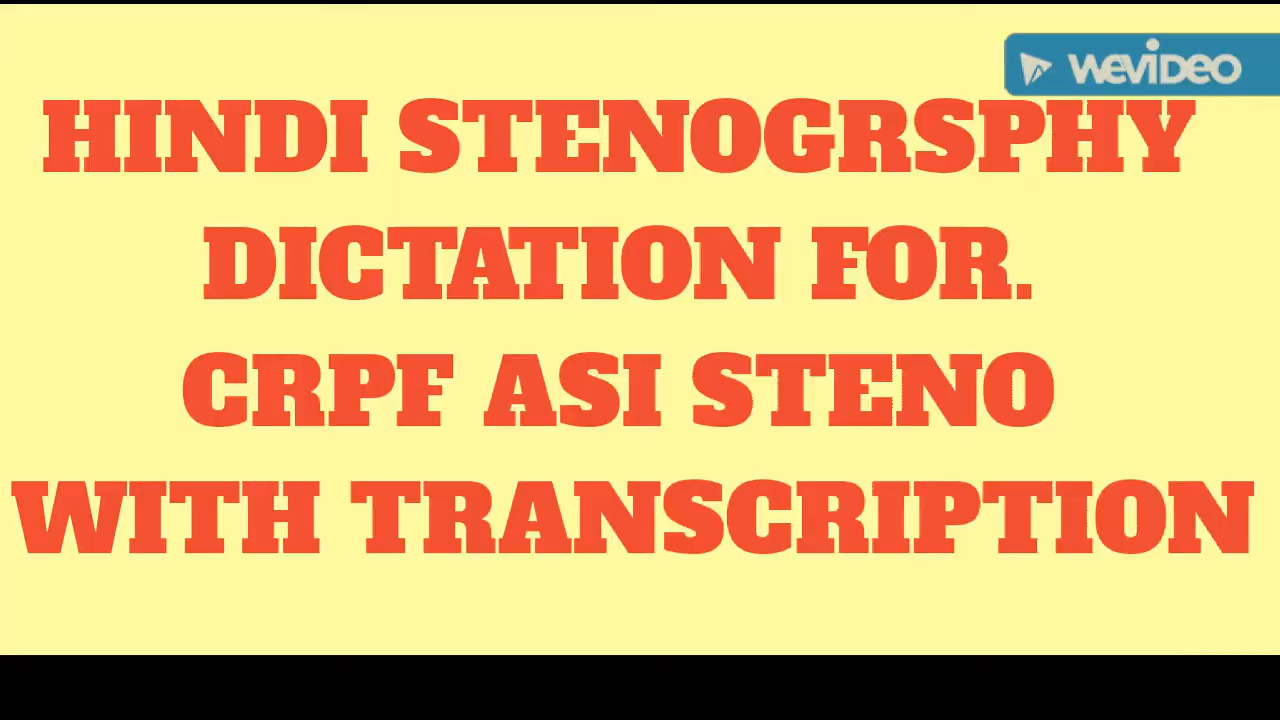 WEVIDEO
HINDI STENOGRSPHY
DICTATION FOR.
CRPF ASI STENO
WITH TRANSCRIPTION